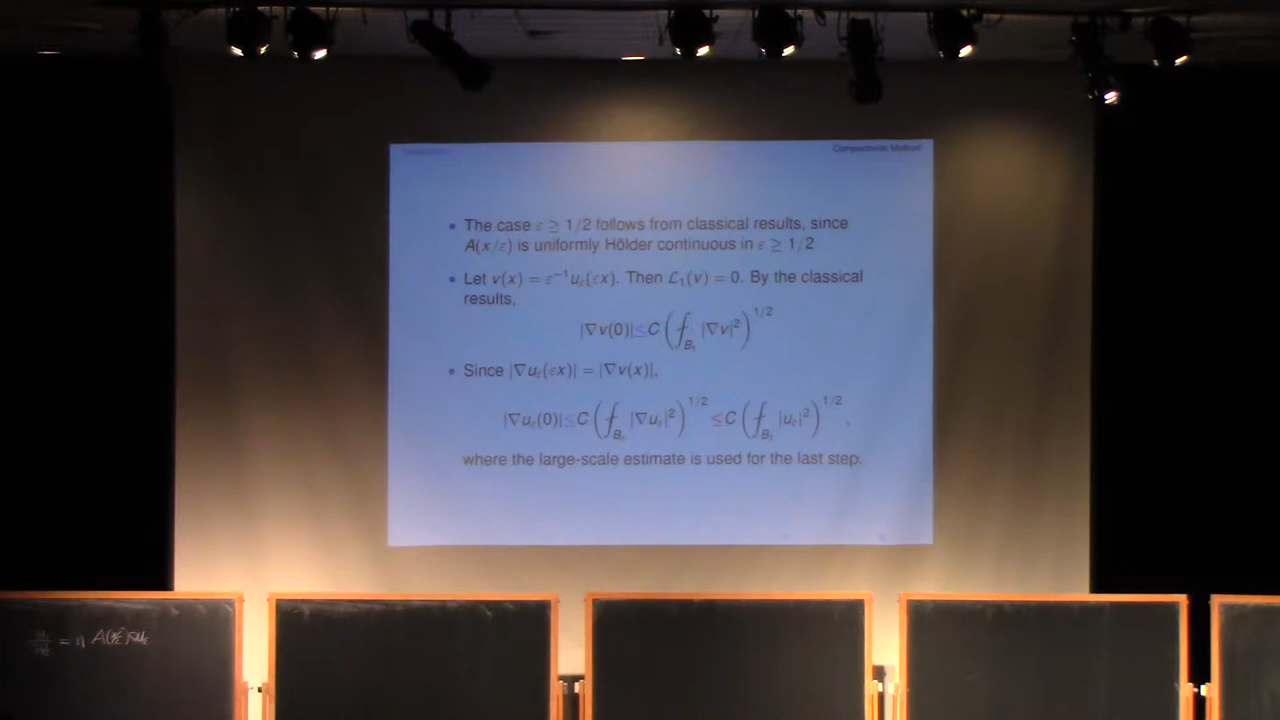 Compactness Method
• The case ε ≥ 1/2 follows from classical results, since
A(x/ε) is uniformly Hölder continuous in ε ≥ 1/2
• Let v(x) = ε⁻¹u_ε(εx). Then ℒ₁(v) = 0. By the classical
results,
|∇v(0)| ≤ C (⨍_{B₁} |∇v|²)^{1/2}
• Since |∇u_ε(εx)| = |∇v(x)|,
|∇u_ε(0)| ≤ C (⨍_{B_ε} |∇u_ε|²)^{1/2} ≤ C (⨍_{B₁} |u_ε|²)^{1/2},
where the large-scale estimate is used for the last step.
= n A(x/ε)∇u_ε